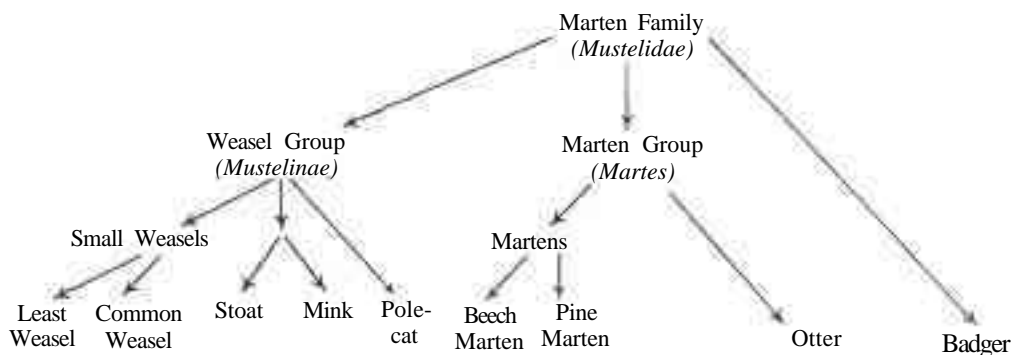 Marten Family
(Mustelidae)
Weasel Group
(Mustelinae)
Marten Group
(Martes)
Small Weasels
Martens
Least
Weasel
Common
Weasel
Stoat
Mink
Pole-
cat
Beech
Marten
Pine
Marten
Otter
Badger